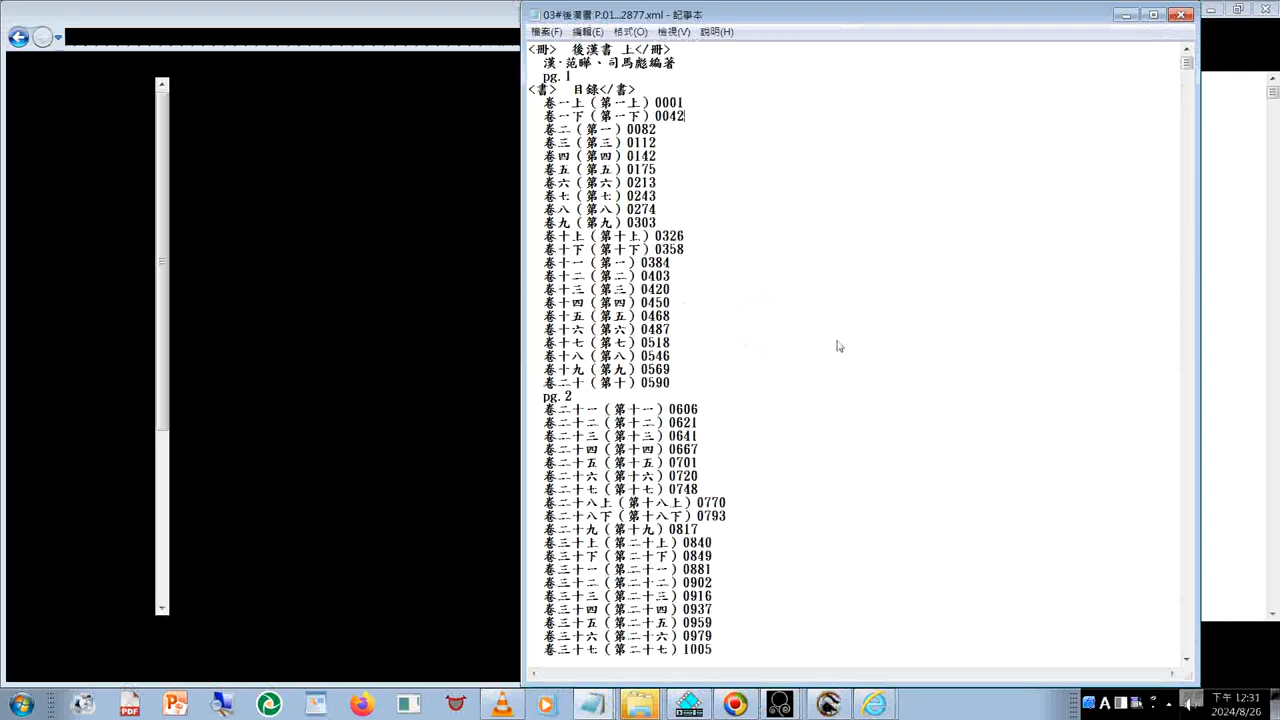 03#後漢書 P.01...2877.xml - 記事本
檔案(F) 編輯(E) 格式(O) 檢視(V) 說明(H)
<冊> 後漢書 上</冊>
漢·范曄、司馬彪編著
pg.1
<書> 目錄</書>
卷一上（第一上）0001
卷一下（第一下）0042
卷二（第一）0082
卷三（第三）0112
卷四（第四）0142
卷五（第五）0175
卷六（第六）0213
卷七（第七）0243
卷八（第八）0274
卷九（第九）0303
卷十上（第十上）0326
卷十下（第十下）0358
卷十一（第一）0384
卷十二（第二）0403
卷十三（第三）0420
卷十四（第四）0450
卷十五（第五）0468
卷十六（第六）0487
卷十七（第七）0518
卷十八（第八）0546
卷十九（第九）0569
卷二十（第十）0590
pg.2
卷二十一（第十一）0606
卷二十二（第十二）0621
卷二十三（第十三）0641
卷二十四（第十四）0667
卷二十五（第十五）0701
卷二十六（第十六）0720
卷二十七（第十七）0748
卷二十八上（第十八上）0770
卷二十八下（第十八下）0793
卷二十九（第十九）0817
卷三十上（第二十上）0840
卷三十下（第二十下）0849
卷三十一（第二十一）0881
卷三十二（第二十二）0902
卷三十三（第二十三）0916
卷三十四（第二十四）0937
卷三十五（第二十五）0959
卷三十六（第二十六）0979
卷三十七（第二十七）1005
PDF
A
下午 12:31
2024/8/26